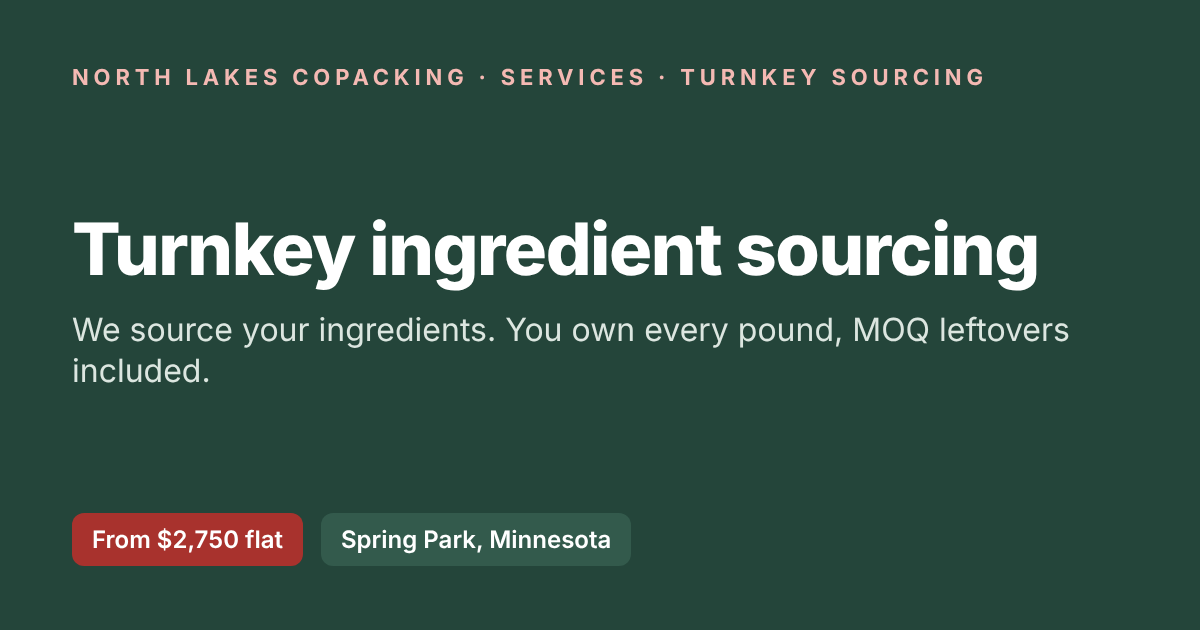 NORTH LAKES COPACKING · SERVICES · TURNKEY SOURCING
Turnkey ingredient sourcing
We source your ingredients. You own every pound, MOQ leftovers
included.
From $2,750 flat
Spring Park, Minnesota